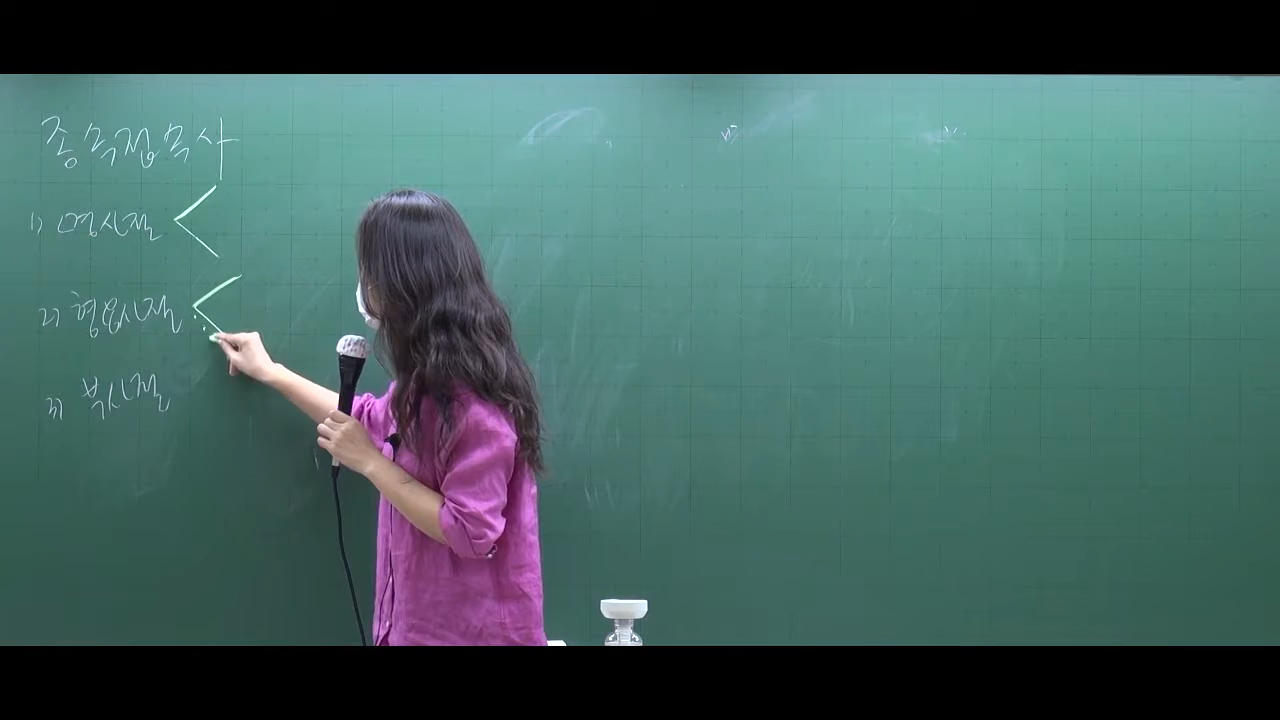 종속접속사
1) 명사절
2) 형용사절
3) 부사절